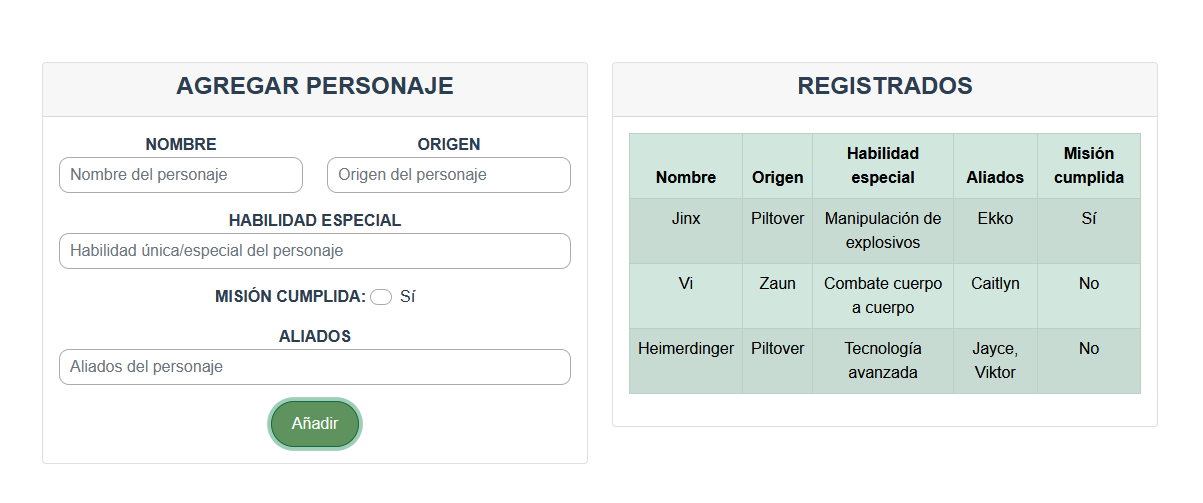 AGREGAR PERSONAJE
NOMBRE ORIGEN
Nombre del personaje Origen del personaje
HABILIDAD ESPECIAL
Habilidad única/especial del personaje
MISIÓN CUMPLIDA: Sí
ALIADOS
Aliados del personaje
Añadir
REGISTRADOS
Habilidad Misión
Nombre Origen especial Aliados cumplida
Jinx Piltover Manipulación de Ekko Sí
explosivos
Vi Zaun Combate cuerpo Caitlyn No
a cuerpo
Heimerdinger Piltover Tecnología Jayce, No
avanzada Viktor